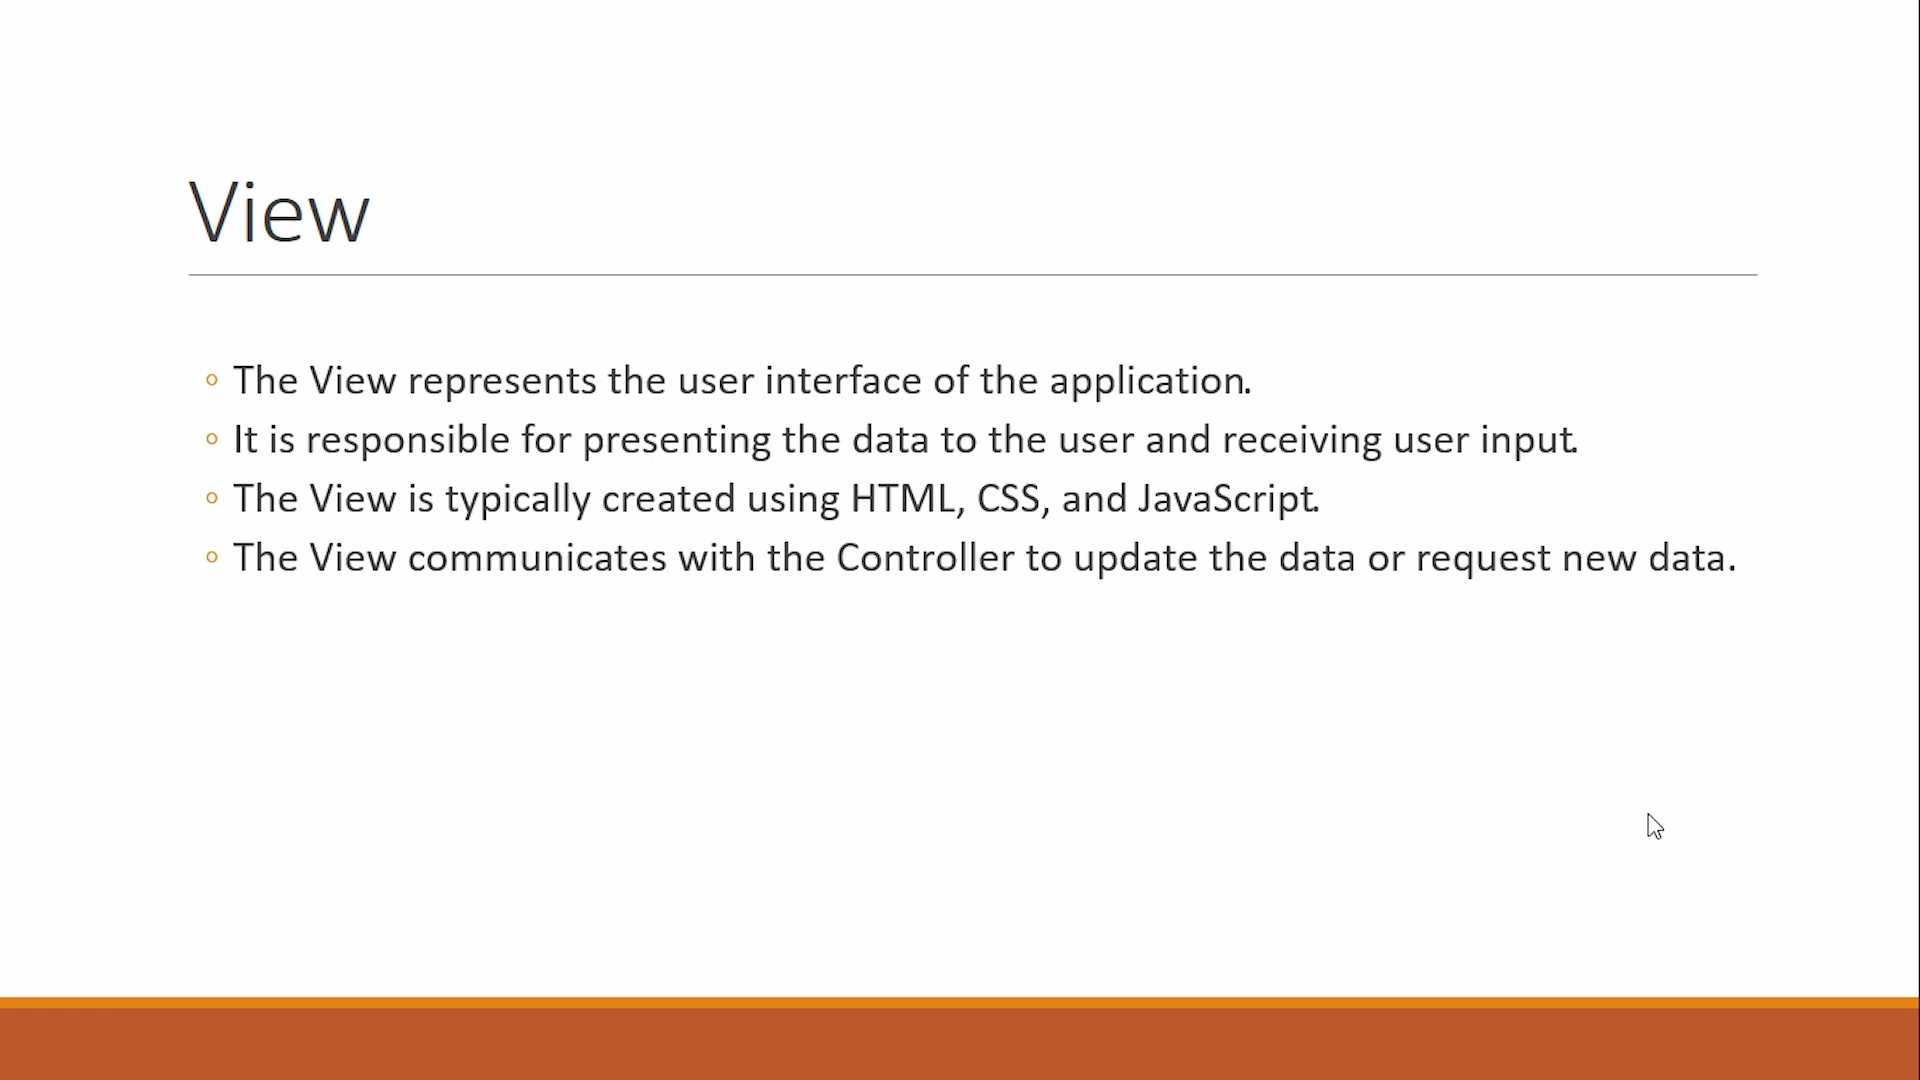 View
The View represents the user interface of the application.
It is responsible for presenting the data to the user and receiving user input.
The View is typically created using HTML, CSS, and JavaScript.
The View communicates with the Controller to update the data or request new data.